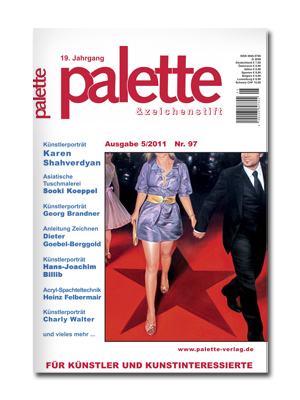 19. Jahrgang
palette
palette
&zeichenstift
Ausgabe 5/2011 Nr. 97
Künstlerporträt
Karen
Shahverdyan
Asiatische
Tuschmalerei
Sooki Koeppel
Künstlerporträt
Georg Brandner
Anleitung Zeichnen
Dieter
Goebel-Berggold
Künstlerporträt
Hans-Joachim
Billib
Acryl-Spachteltechnik
Heinz Felbermair
Künstlerporträt
Charly Walter
und vieles mehr ...
www.palette-verlag.de
FÜR KÜNSTLER UND KUNSTINTERESSIERTE